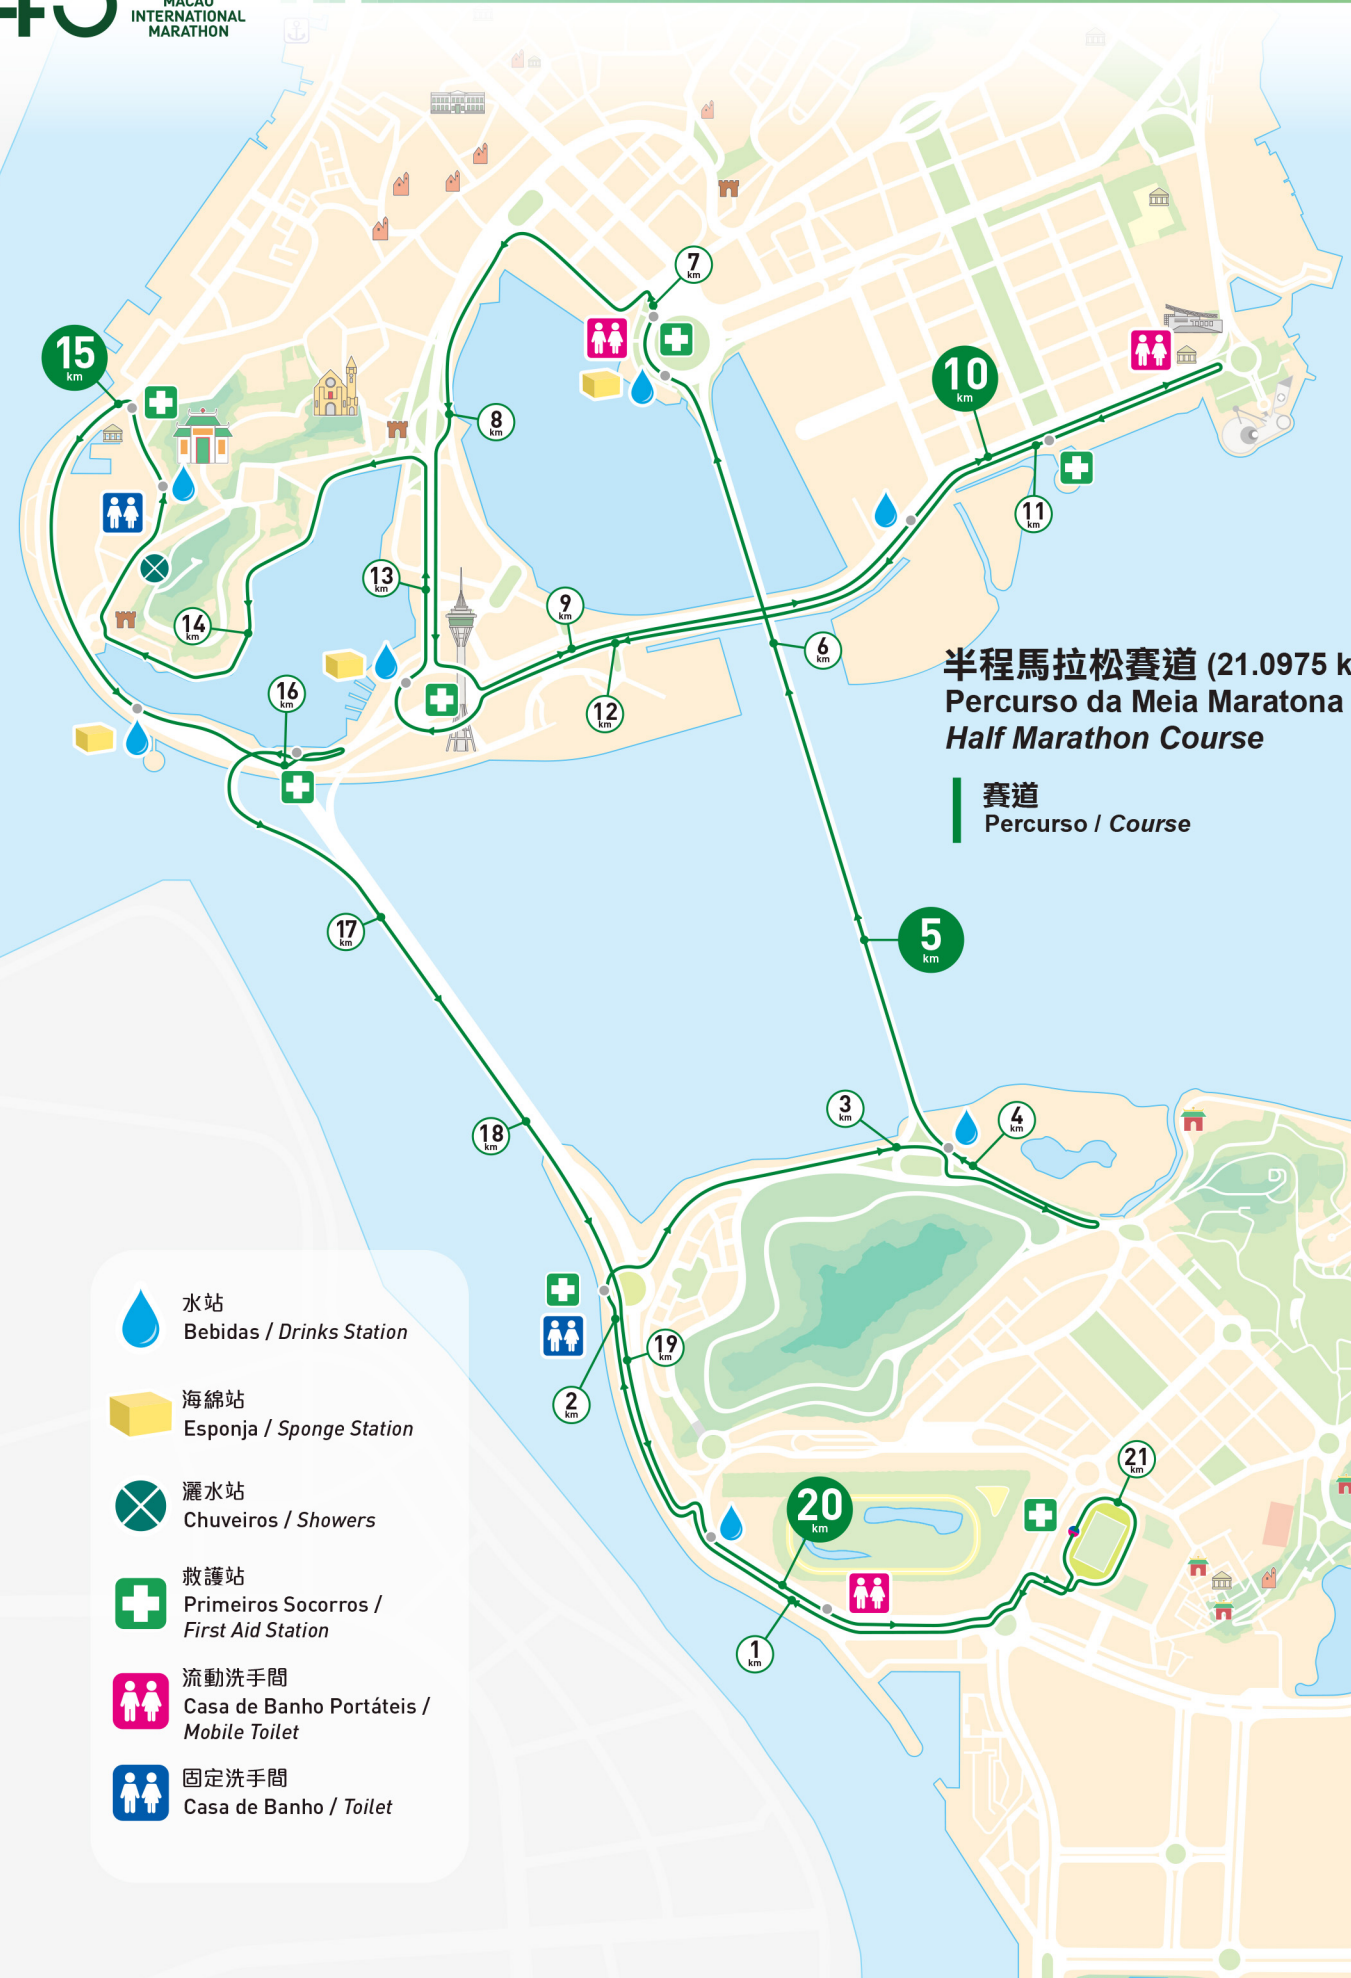 MACAU
INTERNATIONAL
MARATHON
7
km
15
km
10
km
8
km
11
km
13
km
9
km
14
km
6
km
16
km
12
km
半程馬拉松賽道 (21.0975 k
Percurso da Meia Maratona
Half Marathon Course
賽道
Percurso / Course
17
km
5
km
3
km
4
km
18
km
19
km
2
km
21
km
20
km
1
km
水站
Bebidas / Drinks Station
海綿站
Esponja / Sponge Station
灑水站
Chuveiros / Showers
救護站
Primeiros Socorros /
First Aid Station
流動洗手間
Casa de Banho Portáteis /
Mobile Toilet
固定洗手間
Casa de Banho / Toilet